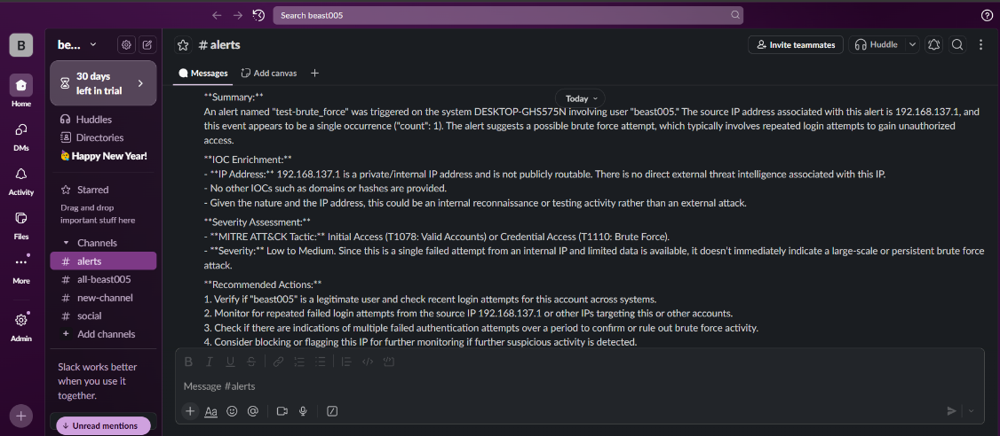 Search beast005
B
be...
30 days
left in trial
Home
DMs
Activity
Files
More
Admin
Huddles
Directories
Happy New Year!
Starred
Drag and drop
important stuff here
Channels
# alerts
# all-beast005
# new-channel
# social
+ Add channels
Slack works better
when you use it
together.
↓ Unread mentions
# alerts
Invite teammates
Huddle
Messages
Add canvas
+
Today
**Summary:**
An alert named "test-brute_force" was triggered on the system DESKTOP-GHS575N involving user "beast005." The source IP address associated with this alert is 192.168.137.1, and
this event appears to be a single occurrence ("count": 1). The alert suggests a possible brute force attempt, which typically involves repeated login attempts to gain unauthorized
access.
**IOC Enrichment:**
- **IP Address:** 192.168.137.1 is a private/internal IP address and is not publicly routable. There is no direct external threat intelligence associated with this IP.
- No other IOCs such as domains or hashes are provided.
- Given the nature and the IP address, this could be an internal reconnaissance or testing activity rather than an external attack.
**Severity Assessment:**
- **MITRE ATT&CK Tactic:** Initial Access (T1078: Valid Accounts) or Credential Access (T1110: Brute Force).
- **Severity:** Low to Medium. Since this is a single failed attempt from an internal IP and limited data is available, it doesn't immediately indicate a large-scale or persistent brute force
attack.
**Recommended Actions:**
1. Verify if "beast005" is a legitimate user and check recent login attempts for this account across systems.
2. Monitor for repeated failed login attempts from the source IP 192.168.137.1 or other IPs targeting this or other accounts.
3. Check if there are indications of multiple failed authentication attempts over a period to confirm or rule out brute force activity.
4. Consider blocking or flagging this IP for further monitoring if further suspicious activity is detected.
B I U S
Message #alerts
+ Aa @